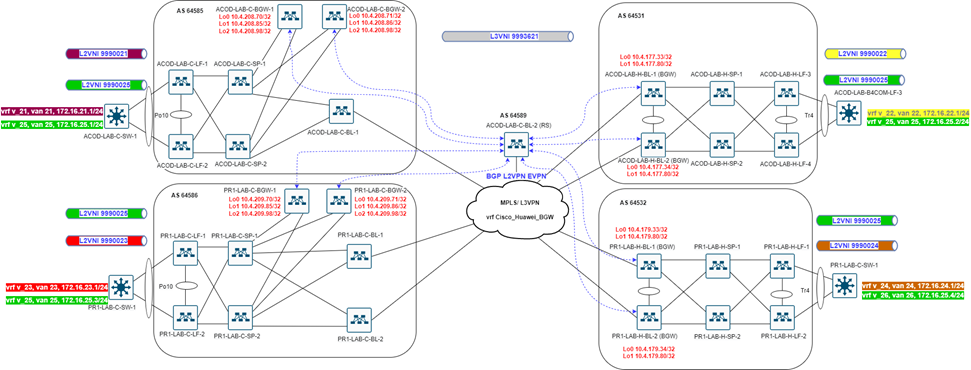 AS 64585
ACOD-LAB-C-BGW-1
Lo0 10.4.208.70/32
Lo1 10.4.208.85/32
Lo2 10.4.208.98/32
ACOD-LAB-C-BGW-2
Lo0 10.4.208.71/32
Lo1 10.4.208.86/32
Lo2 10.4.208.98/32
L2VNI 9990021
L2VNI 9990025
ACOD-LAB-C-LF-1
ACOD-LAB-C-SP-1
vrf v_21, van 21, 172.16.21.1/24
vrf v_25, van 25, 172.16.25.1/24
ACOD-LAB-C-SW-1
Po10
ACOD-LAB-C-BL-1
ACOD-LAB-C-LF-2
ACOD-LAB-C-SP-2
L3VNI 9993621
AS 64589
ACOD-LAB-C-BL-2 (RS)
BGP L2VPN EVPN
MPLS/ L3VPN
vrf Cisco_Huawei_BGW
AS 64531
Lo0 10.4.177.33/32
Lo1 10.4.177.80/32
ACOD-LAB-H-BL-1 (BGW)
ACOD-LAB-H-SP-1
ACOD-LAB-H-LF-3
L2VNI 9990022
L2VNI 9990025
ACOD-LAB-B4COM-LF-3
vrf v_22, van 22, 172.16.22.1/24
vrf v_25, van 25, 172.16.25.2/24
Tr4
ACOD-LAB-H-BL-2 (BGW)
Lo0 10.4.177.34/32
Lo1 10.4.177.80/32
ACOD-LAB-H-SP-2
ACOD-LAB-H-LF-4
AS 64586
PR1-LAB-C-BGW-1
Lo0 10.4.209.70/32
Lo1 10.4.209.85/32
Lo2 10.4.209.98/32
PR1-LAB-C-BGW-2
Lo0 10.4.209.71/32
Lo1 10.4.209.86/32
Lo2 10.4.209.98/32
L2VNI 9990025
L2VNI 9990023
PR1-LAB-C-LF-1
PR1-LAB-C-SP-1
PR1-LAB-C-BL-1
vrf v_23, van 23, 172.16.23.1/24
vrf v_25, van 25, 172.16.25.3/24
PR1-LAB-C-SW-1
Po10
PR1-LAB-C-LF-2
PR1-LAB-C-SP-2
PR1-LAB-C-BL-2
AS 64532
Lo0 10.4.179.33/32
Lo1 10.4.179.80/32
PR1-LAB-H-BL-1 (BGW)
PR1-LAB-H-SP-1
PR1-LAB-H-LF-1
L2VNI 9990025
L2VNI 9990024
PR1-LAB-C-SW-1
vrf v_24, van 24, 172.16.24.1/24
vrf v_26, van 26, 172.16.25.4/24
Tr4
PR1-LAB-H-BL-2 (BGW)
Lo0 10.4.179.34/32
Lo1 10.4.179.80/32
PR1-LAB-H-SP-2
PR1-LAB-H-LF-2